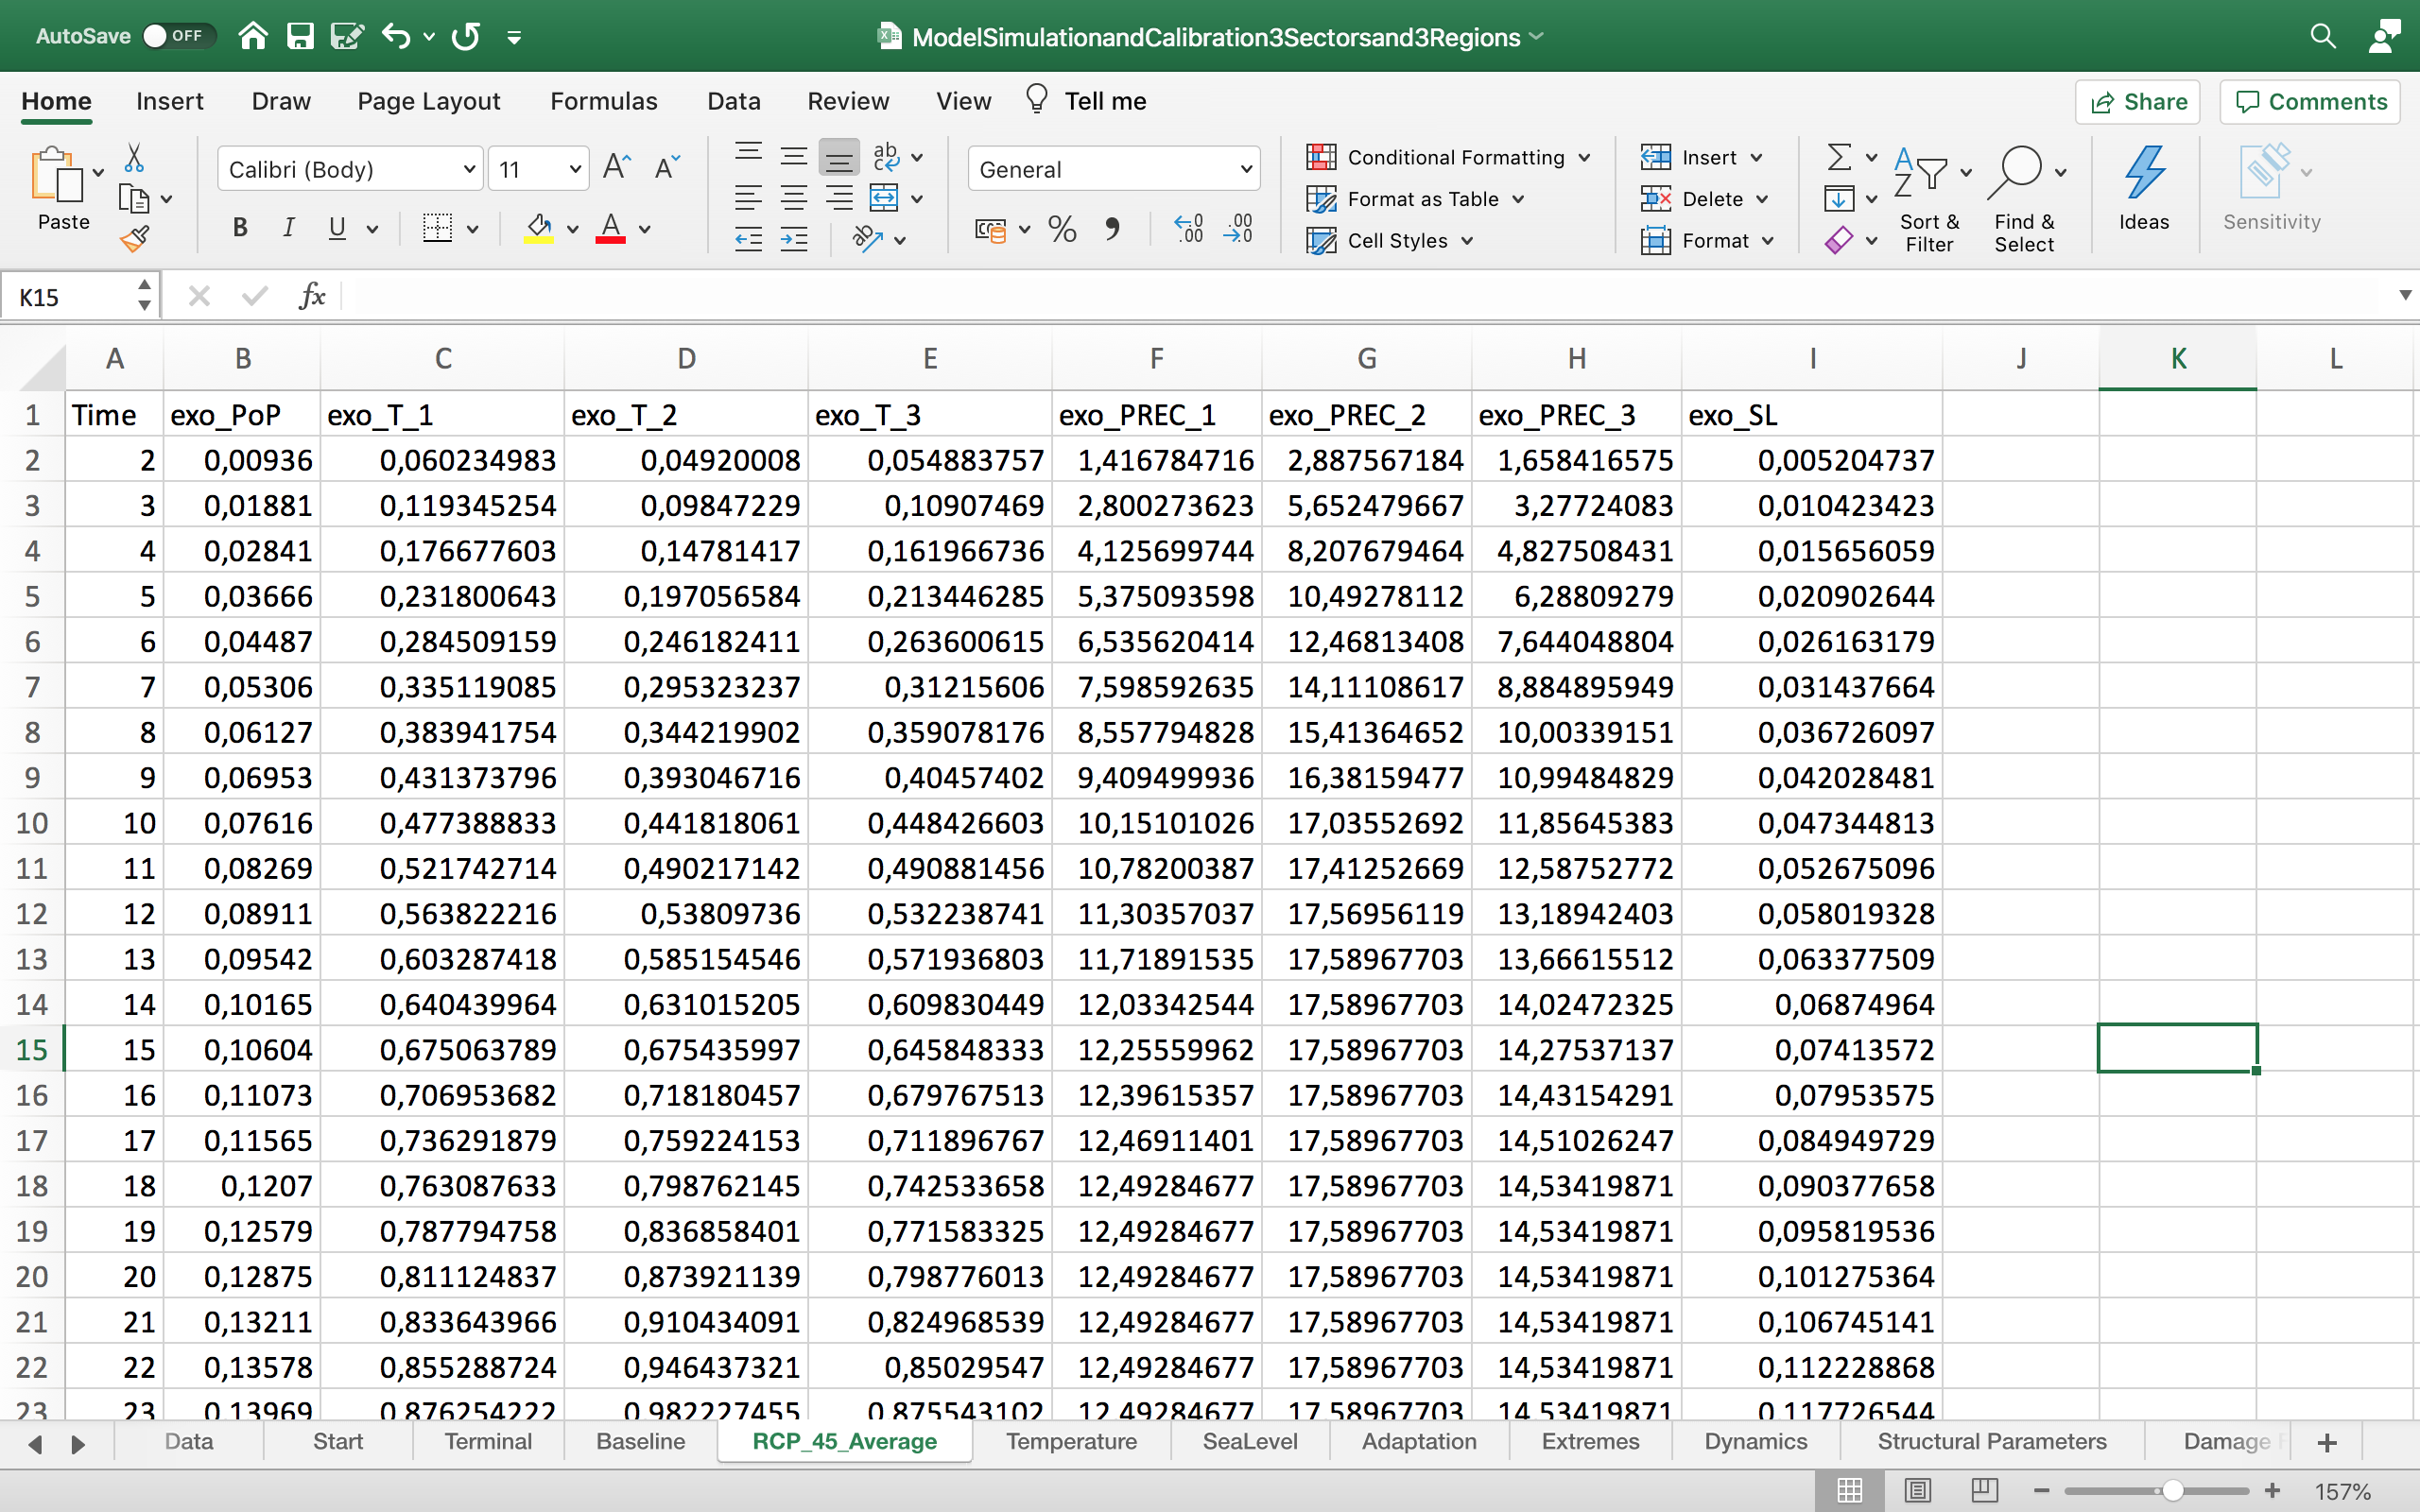 AutoSave OFF ModelSimulationandCalibration3Sectorsand3Regions
Home Insert Draw Page Layout Formulas Data Review View Tell me Share Comments
Paste Calibri (Body) 11 General Conditional Formatting Format as Table Cell Styles Insert Delete Format Sort & Filter Find & Select Ideas Sensitivity
K15 fx
A B C D E F G H I J K L
1 Time exo_PoP exo_T_1 exo_T_2 exo_T_3 exo_PREC_1 exo_PREC_2 exo_PREC_3 exo_SL
2 2 0,00936 0,060234983 0,04920008 0,054883757 1,416784716 2,887567184 1,658416575 0,005204737
3 3 0,01881 0,119345254 0,09847229 0,10907469 2,800273623 5,652479667 3,27724083 0,010423423
4 4 0,02841 0,176677603 0,14781417 0,161966736 4,125699744 8,207679464 4,827508431 0,015656059
5 5 0,03666 0,231800643 0,197056584 0,213446285 5,375093598 10,49278112 6,28809279 0,020902644
6 6 0,04487 0,284509159 0,246182411 0,263600615 6,535620414 12,46813408 7,644048804 0,026163179
7 7 0,05306 0,335119085 0,295323237 0,31215606 7,598592635 14,11108617 8,884895949 0,031437664
8 8 0,06127 0,383941754 0,344219902 0,359078176 8,557794828 15,41364652 10,00339151 0,036726097
9 9 0,06953 0,431373796 0,393046716 0,40457402 9,409499936 16,38159477 10,99484829 0,042028481
10 10 0,07616 0,477388833 0,441818061 0,448426603 10,15101026 17,03552692 11,85645383 0,047344813
11 11 0,08269 0,521742714 0,490217142 0,490881456 10,78200387 17,41252669 12,58752772 0,052675096
12 12 0,08911 0,563822216 0,53809736 0,532238741 11,30357037 17,56956119 13,18942403 0,058019328
13 13 0,09542 0,603287418 0,585154546 0,571936803 11,71891535 17,58967703 13,66615512 0,063377509
14 14 0,10165 0,640439964 0,631015205 0,609830449 12,03342544 17,58967703 14,02472325 0,06874964
15 15 0,10604 0,675063789 0,675435997 0,645848333 12,25559962 17,58967703 14,27537137 0,07413572
16 16 0,11073 0,706953682 0,718180457 0,679767513 12,39615357 17,58967703 14,43154291 0,07953575
17 17 0,11565 0,736291879 0,759224153 0,711896767 12,46911401 17,58967703 14,51026247 0,084949729
18 18 0,1207 0,763087633 0,798762145 0,742533658 12,49284677 17,58967703 14,53419871 0,090377658
19 19 0,12579 0,787794758 0,836858401 0,771583325 12,49284677 17,58967703 14,53419871 0,095819536
20 20 0,12875 0,811124837 0,873921139 0,798776013 12,49284677 17,58967703 14,53419871 0,101275364
21 21 0,13211 0,833643966 0,910434091 0,824968539 12,49284677 17,58967703 14,53419871 0,106745141
22 22 0,13578 0,855288724 0,946437321 0,85029547 12,49284677 17,58967703 14,53419871 0,112228868
23 23 0,13969 0,876254222 0,982227455 0,875543102 12,49284677 17,58967703 14,53419871 0,117726544
Data Start Terminal Baseline RCP_45_Average Temperature SeaLevel Adaptation Extremes Dynamics Structural Parameters Damage
157%